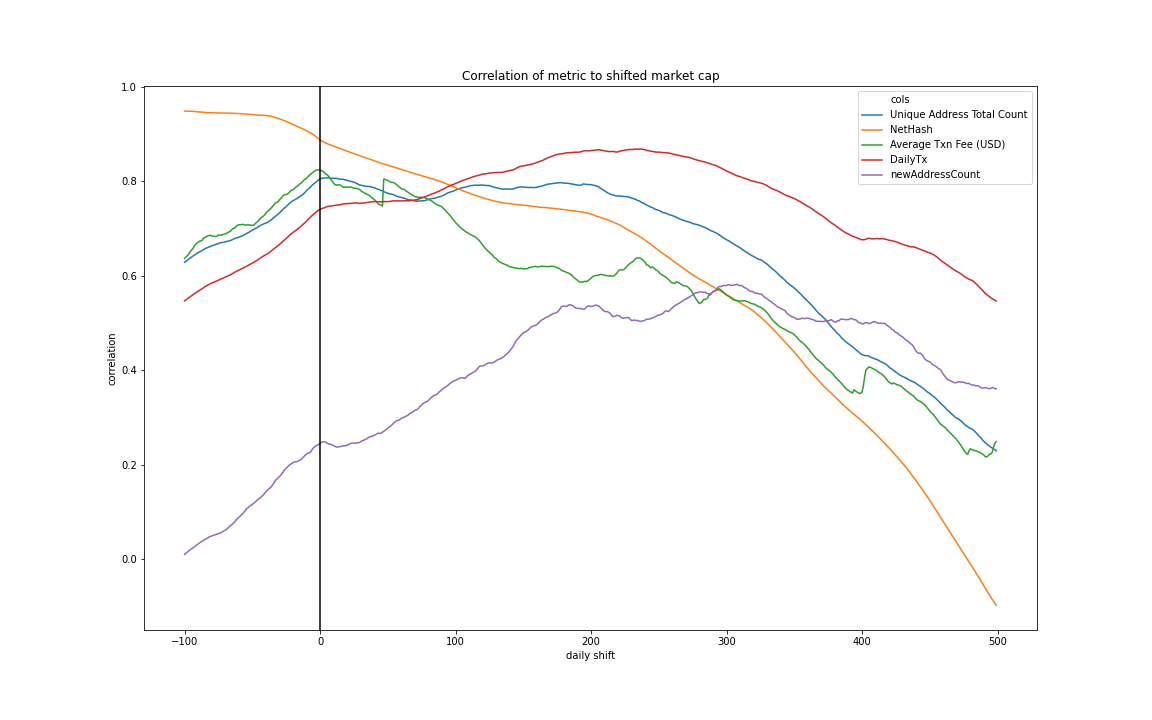 Correlation of metric to shifted market cap
cols
Unique Address Total Count
NetHash
Average Txn Fee (USD)
DailyTx
newAddressCount
1.0
0.8
0.6
0.4
0.2
0.0
correlation
−100 0 100 200 300 400 500
daily shift